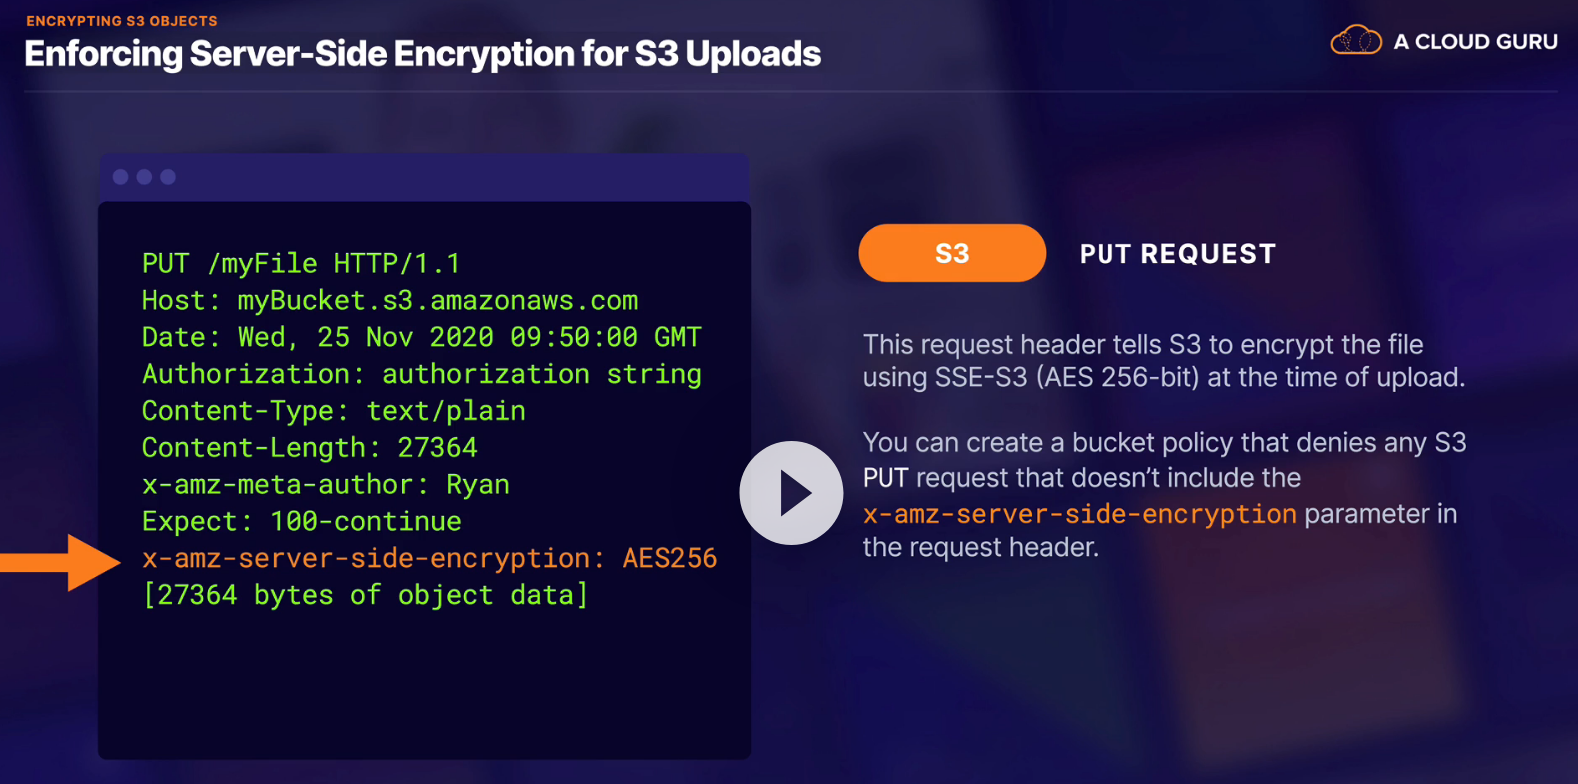 ENCRYPTING S3 OBJECTS
Enforcing Server-Side Encryption for S3 Uploads
A CLOUD GURU
PUT /myFile HTTP/1.1
Host: myBucket.s3.amazonaws.com
Date: Wed, 25 Nov 2020 09:50:00 GMT
Authorization: authorization string
Content-Type: text/plain
Content-Length: 27364
x-amz-meta-author: Ryan
Expect: 100-continue
x-amz-server-side-encryption: AES256
[27364 bytes of object data]
S3
PUT REQUEST
This request header tells S3 to encrypt the file
using SSE-S3 (AES 256-bit) at the time of upload.
You can create a bucket policy that denies any S3
PUT request that doesn’t include the
x-amz-server-side-encryption parameter in
the request header.